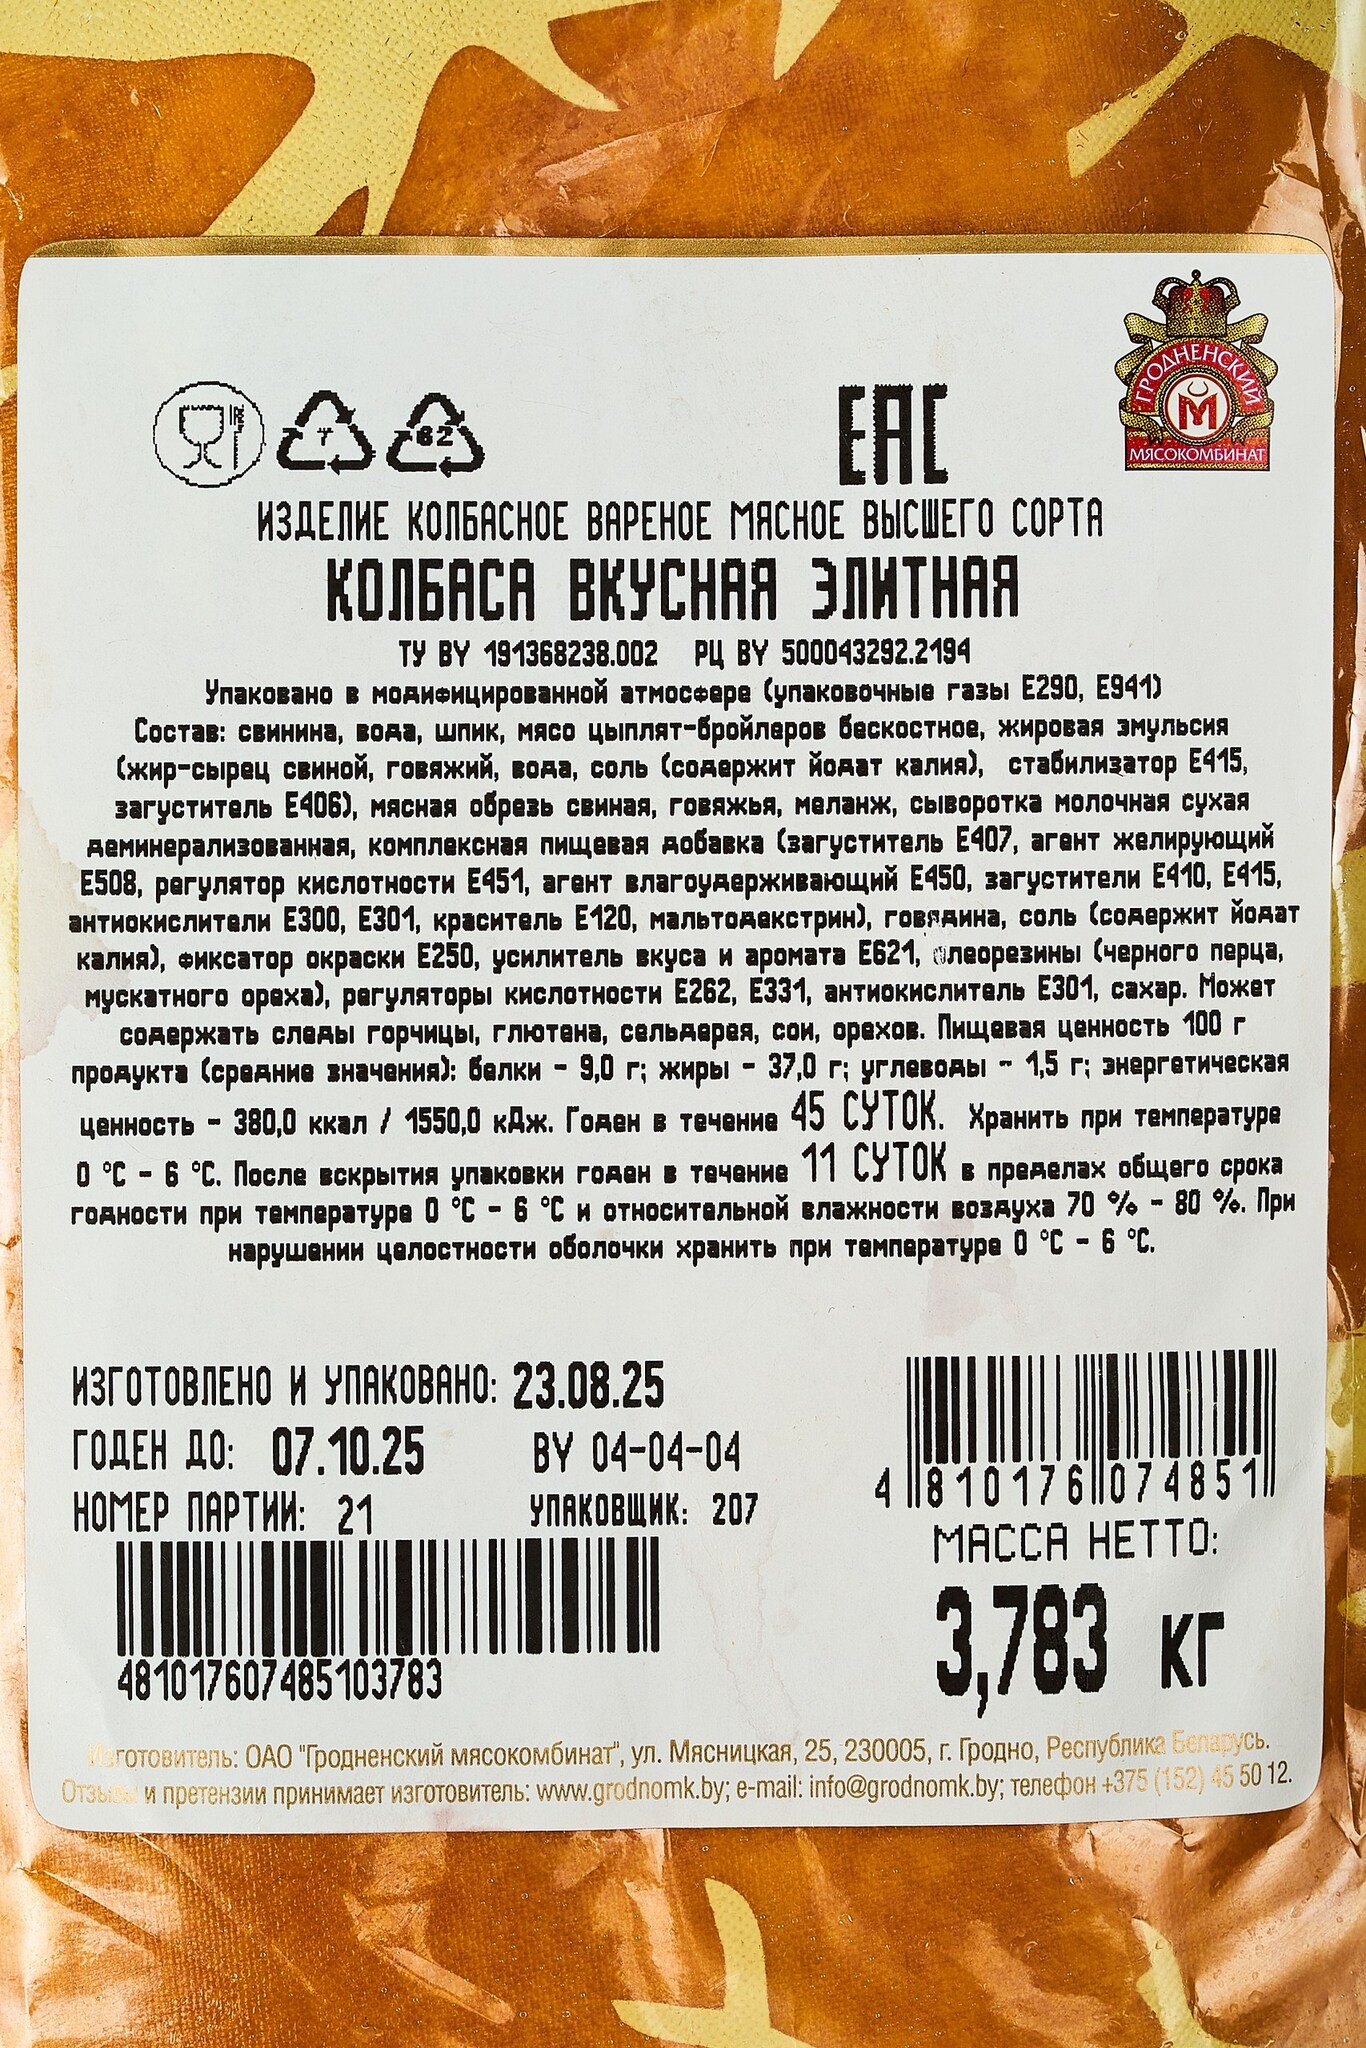 ГРОДНЕНСКИЙ
М
МЯСОКОМБИНАТ
7
62
ЕАС
ИЗДЕЛИЕ КОЛБАСНОЕ ВАРЕНОЕ МЯСНОЕ ВЫСШЕГО СОРТА
КОЛБАСА ВКУСНАЯ ЭЛИТНАЯ
ТУ BY 191368238.002 РЦ BY 500043292.2194
Упаковано в модифицированной атмосфере (упаковочные газы Е290, Е941)
Состав: свинина, вода, шпик, мясо цыплят-бройлеров бескостное, жировая эмульсия
(жир-сырец свиной, говяжий, вода, соль (содержит йодат калия), стабилизатор Е415,
загуститель Е406), мясная обрезь свиная, говяжья, меланж, сыворотка молочная сухая
деминерализованная, комплексная пищевая добавка (загуститель Е407, агент желирующий
Е508, регулятор кислотности Е451, агент влагоудерживающий Е450, загустители Е410, Е415,
антиокислители Е300, Е301, краситель Е120, мальтодекстрин), говядина, соль (содержит йодат
калия), фиксатор окраски Е250, усилитель вкуса и аромата Е621, олеорезины (черного перца,
мускатного ореха), регуляторы кислотности Е262, Е331, антиокислитель Е301, сахар. Может
содержать следы горчицы, глютена, сельдерея, сои, орехов. Пищевая ценность 100 г
продукта (средние значения): белки - 9,0 г; жиры - 37,0 г; углеводы - 1,5 г; энергетическая
ценность - 380,0 ккал / 1550,0 кДж. Годен в течение 45 СУТОК. Хранить при температуре
0 °С - 6 °С. После вскрытия упаковки годен в течение 11 СУТОК в пределах общего срока
годности при температуре 0 °С - 6 °С и относительной влажности воздуха 70 % - 80 %. При
нарушении целостности оболочки хранить при температуре 0 °С - 6 °С.
ИЗГОТОВЛЕНО И УПАКОВАНО: 23.08.25
ГОДЕН ДО: 07.10.25 BY 04-04-04
НОМЕР ПАРТИИ: 21 УПАКОВЩИК: 207
481017607485103783
4 810176 074851
МАССА НЕТТО:
3,783 кг
Изготовитель: ОАО "Гродненский мясокомбинат", ул. Мясницкая, 25, 230005, г. Гродно, Республика Беларусь.
Отзывы и претензии принимает изготовитель: www.grodnomk.by; e-mail: info@grodnomk.by; телефон +375 (152) 45 50 12.